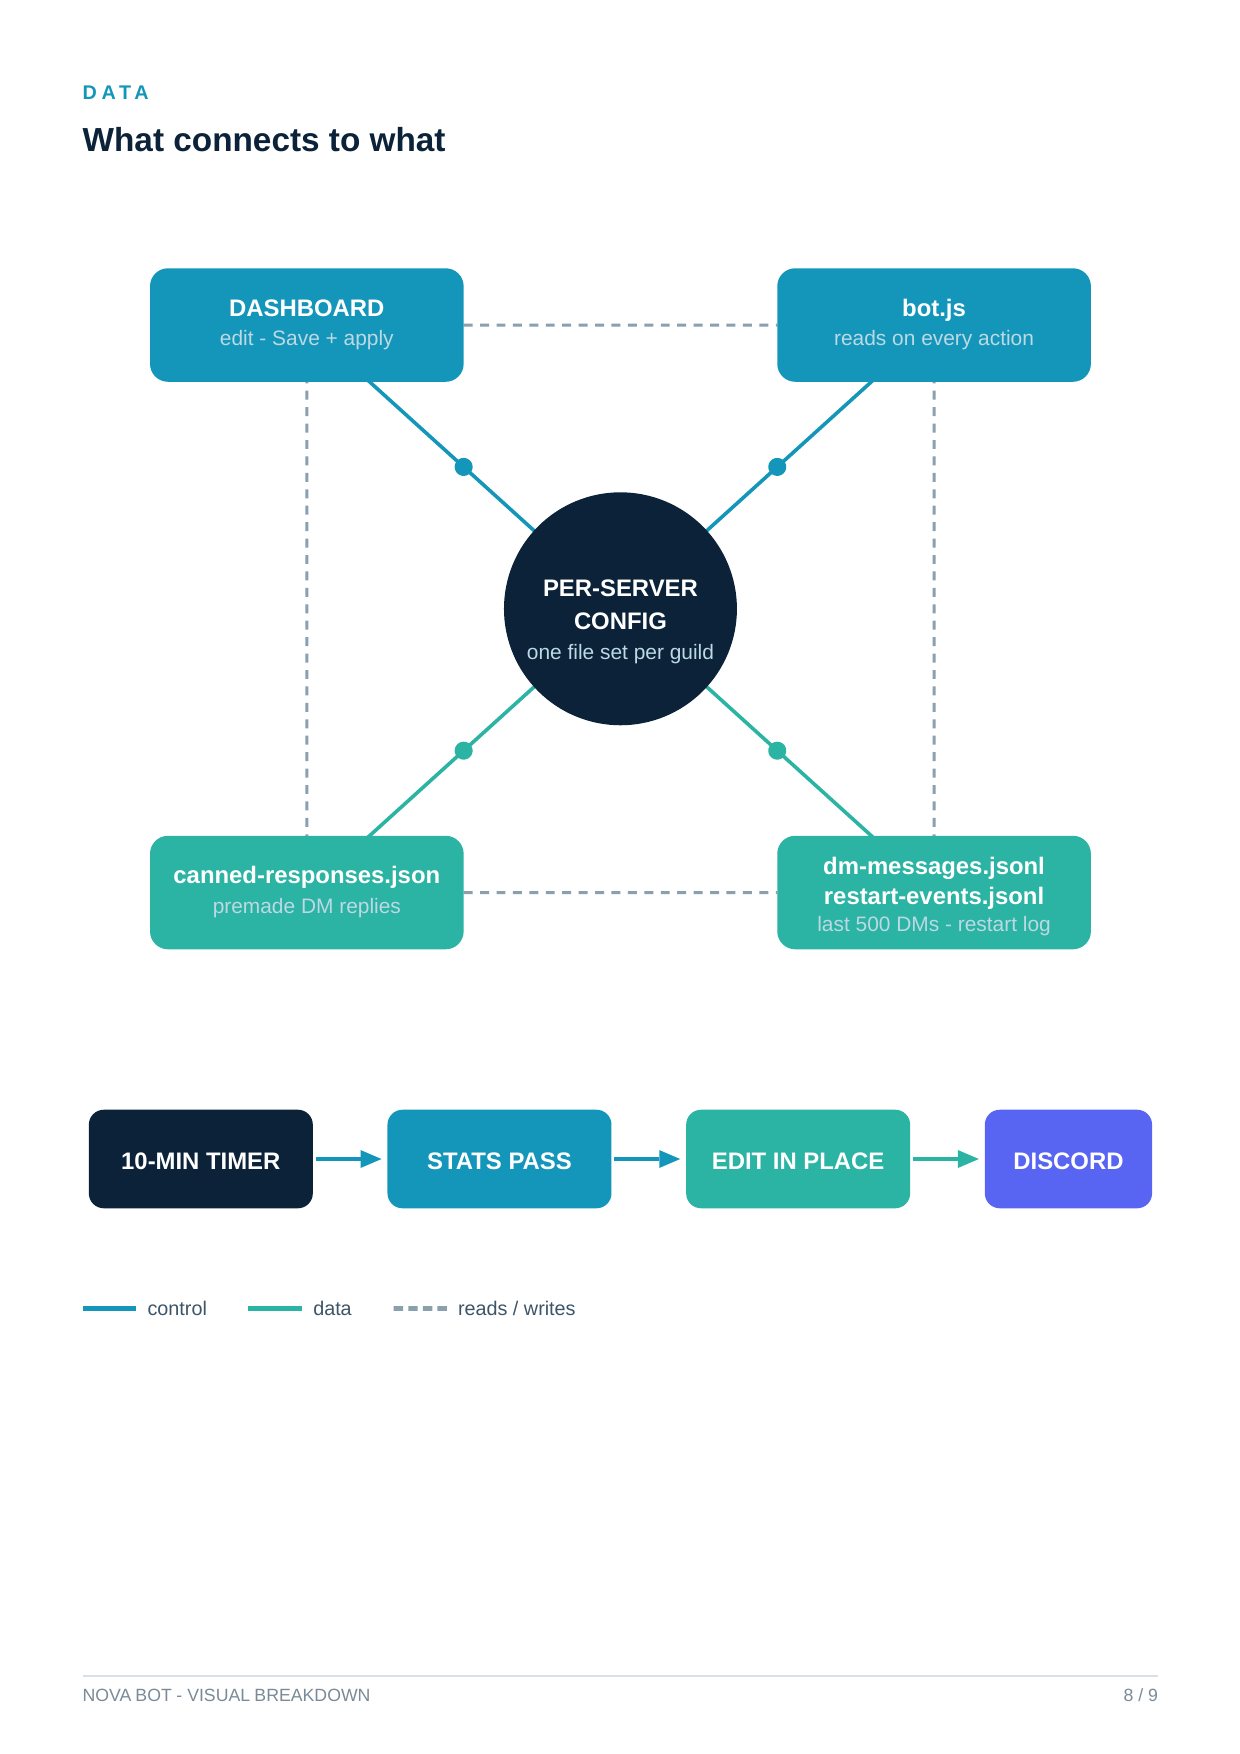 DATA
What connects to what
DASHBOARD
edit - Save + apply
bot.js
reads on every action
PER-SERVER
CONFIG
one file set per guild
canned-responses.json
premade DM replies
dm-messages.jsonl
restart-events.jsonl
last 500 DMs - restart log
10-MIN TIMER
STATS PASS
EDIT IN PLACE
DISCORD
control
data
reads / writes
NOVA BOT - VISUAL BREAKDOWN
8 / 9